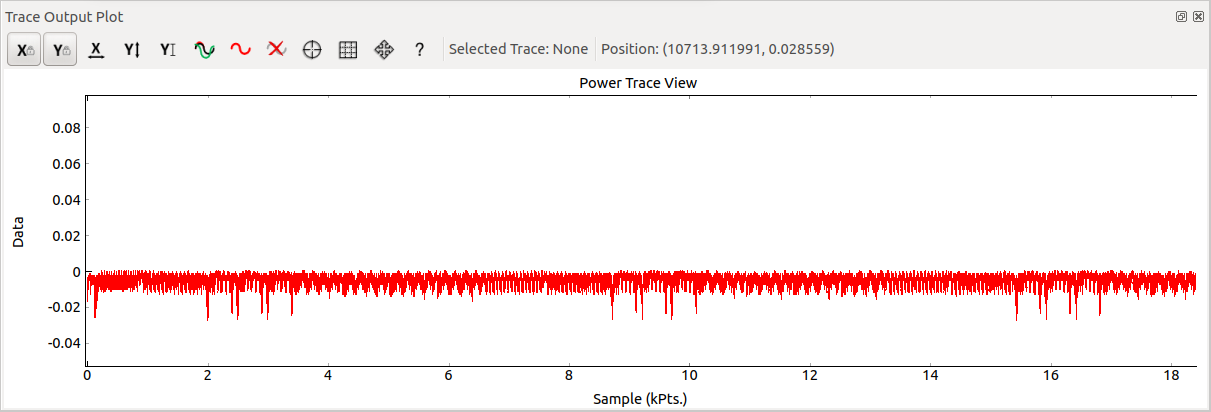 Trace Output Plot
X Y X Y Y ? Selected Trace: None Position: (10713.911991, 0.028559)
Power Trace View
0.08
0.06
0.04
0.02
0
-0.02
-0.04
Data
0 2 4 6 8 10 12 14 16 18
Sample (kPts.)